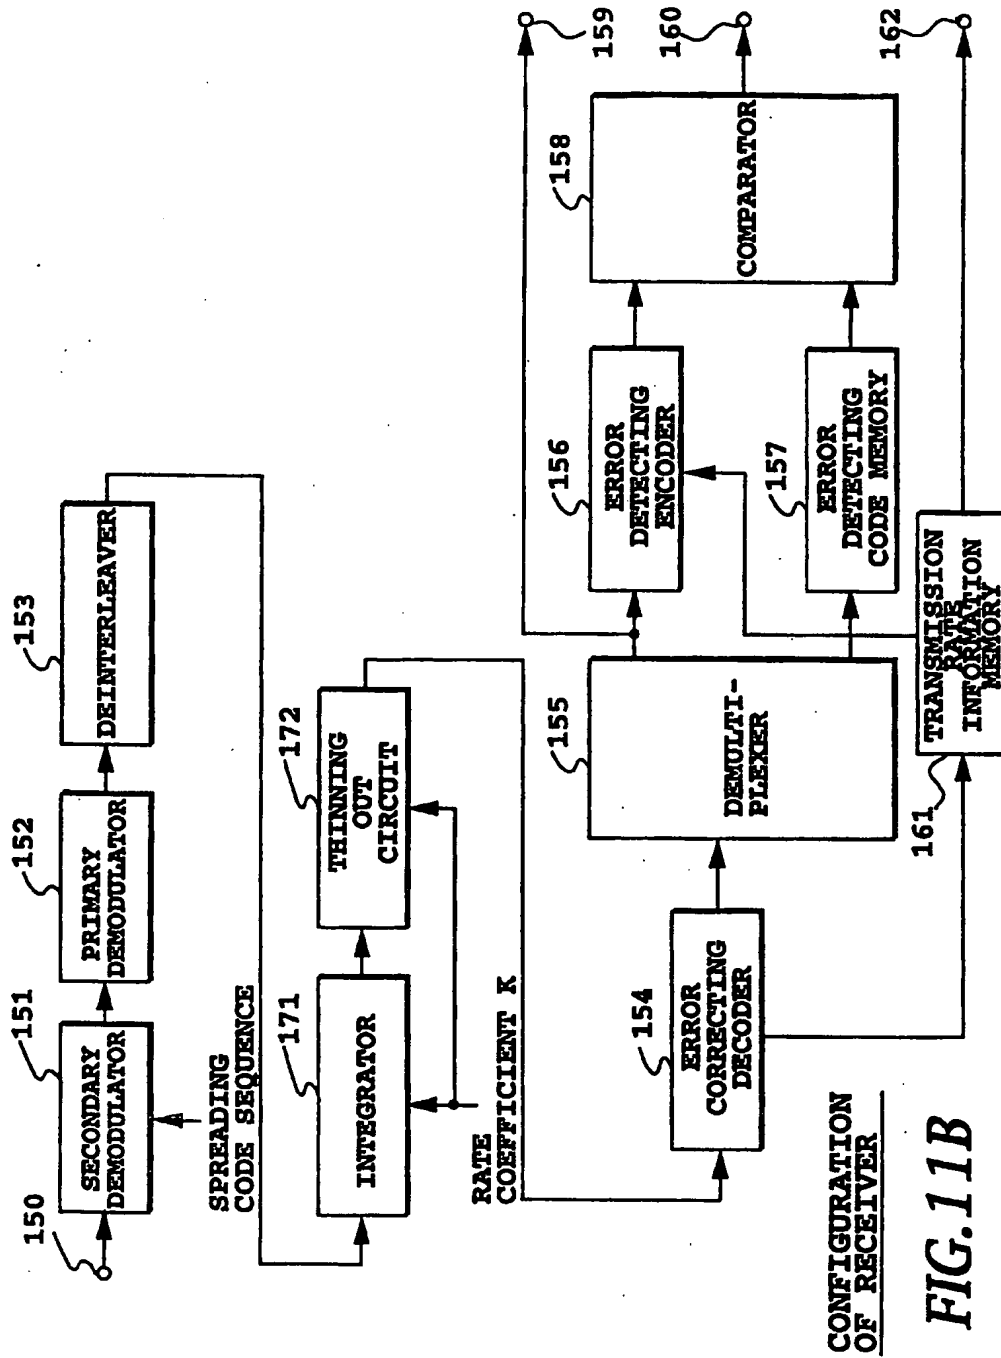 150
151
SECONDARY
DEMODULATOR
152
PRIMARY
DEMODULATOR
153
DEINTERLEAVER
SPREADING
CODE SEQUENCE
171
INTEGRATOR
172
THINNING
OUT
CIRCUIT
RATE
COEFFICIENT K
154
ERROR
CORRECTING
DECODER
155
DEMULTI-
PLEXER
156
ERROR
DETECTING
ENCODER
157
ERROR
DETECTING
CODE MEMORY
158
COMPARATOR
159
160
161
TRANSMISSION
RATE
INFORMATION
MEMORY
162
CONFIGURATION
OF RECEIVER
FIG.11B